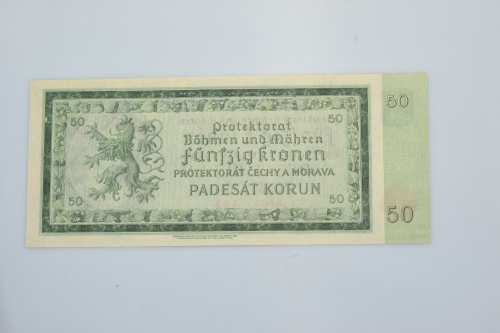 50
50
50
Protektorat
Böhmen und Mähren
Fünfzig kronen
PROTEKTORÁT ČECHY A MORAVA
PADESÁT KORUN
50
50
50